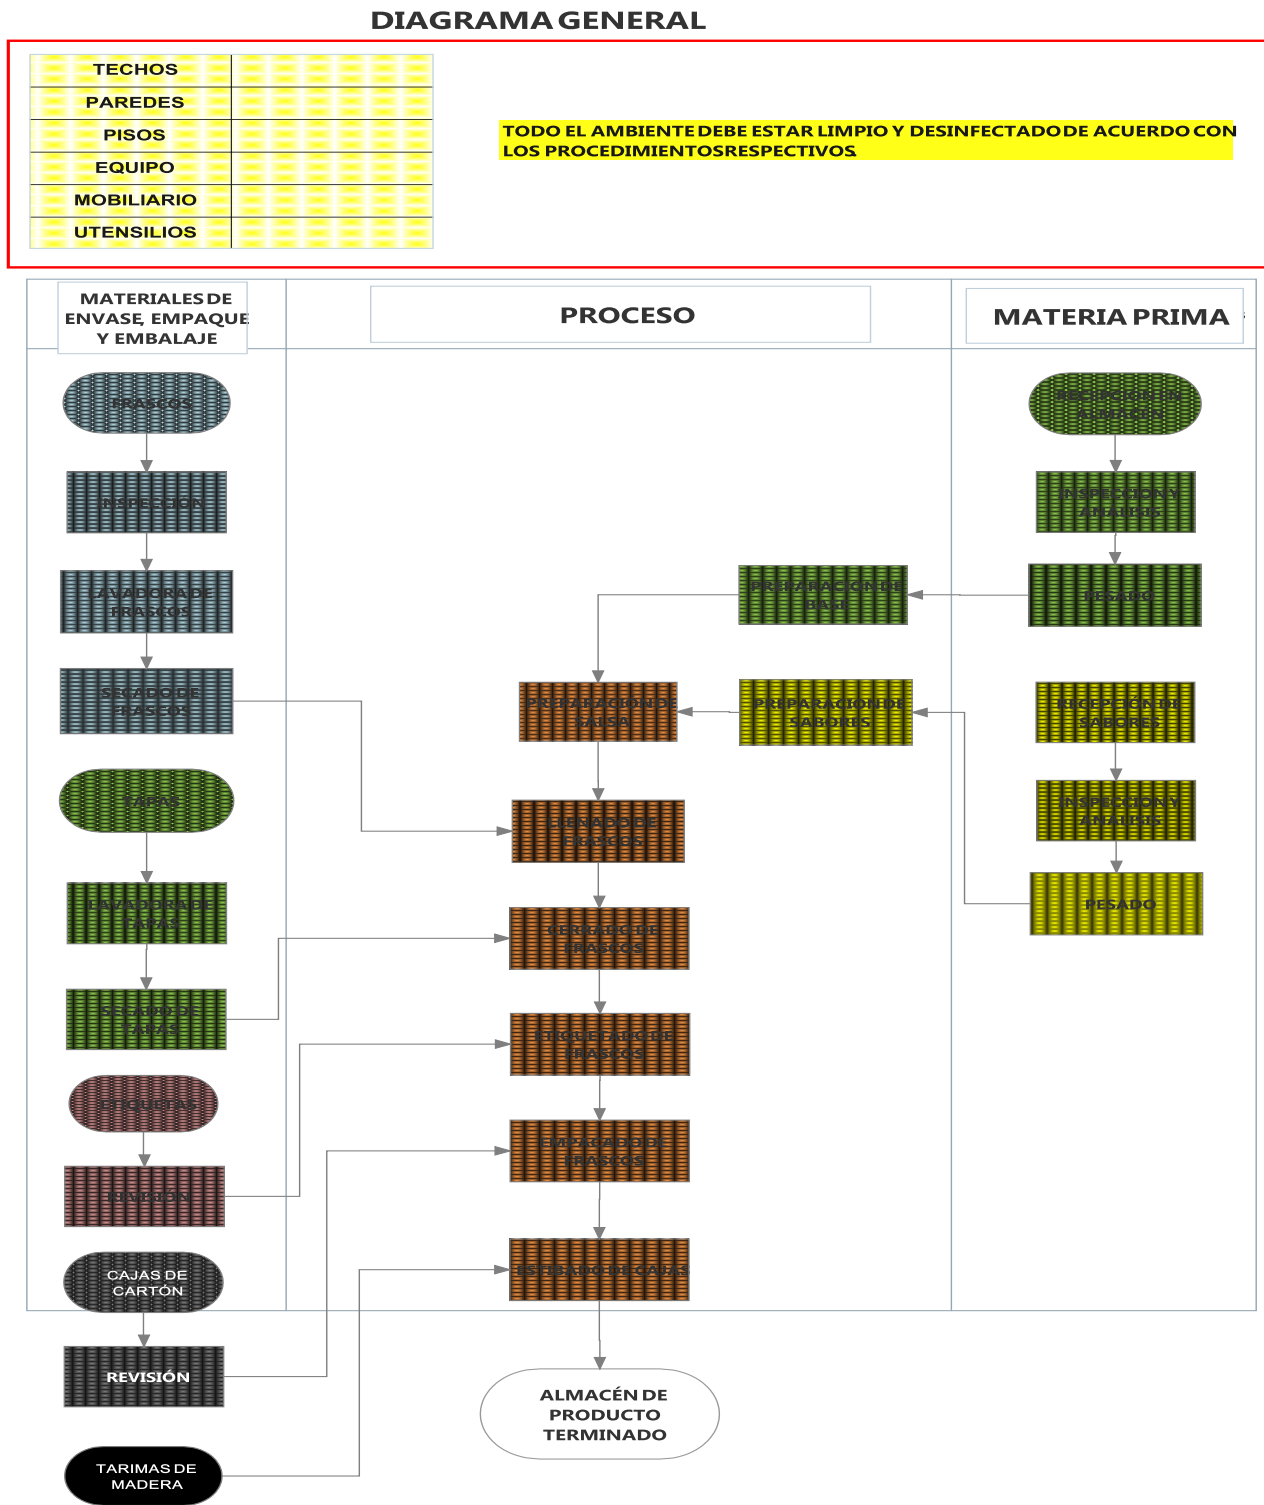 DIAGRAMA GENERAL
TECHOS
PAREDES
PISOS
EQUIPO
MOBILIARIO
UTENSILIOS
TODO EL AMBIENTE DEBE ESTAR LIMPIO Y DESINFECTADO DE ACUERDO CON
LOS PROCEDIMIENTOS RESPECTIVOS.
MATERIALES DE
ENVASE, EMPAQUE
Y EMBALAJE
PROCESO
MATERIA PRIMA
FRASCOS
INSPECCIÓN
LAVADORA DE
FRASCOS
SECADO DE
FRASCOS
TAPAS
LAVADORA DE
TAPAS
SECADO DE
TAPAS
ETIQUETAS
REVISIÓN
CAJAS DE
CARTÓN
REVISIÓN
TARIMAS DE
MADERA
PREPARACIÓN DE
BASE
PREPARACIÓN DE
SALSA
PREPARACIÓN DE
SABORES
LLENADO DE
FRASCOS
CERRADO DE
FRASCOS
ETIQUETADO DE
FRASCOS
EMPACADO DE
FRASCOS
ESTIBADO DE CAJAS
ALMACÉN DE
PRODUCTO
TERMINADO
RECEPCIÓN EN
ALMACÉN
INSPECCIÓN Y
ANÁLISIS
PESADO
RECEPCIÓN DE
SABORES
INSPECCIÓN Y
ANÁLISIS
PESADO